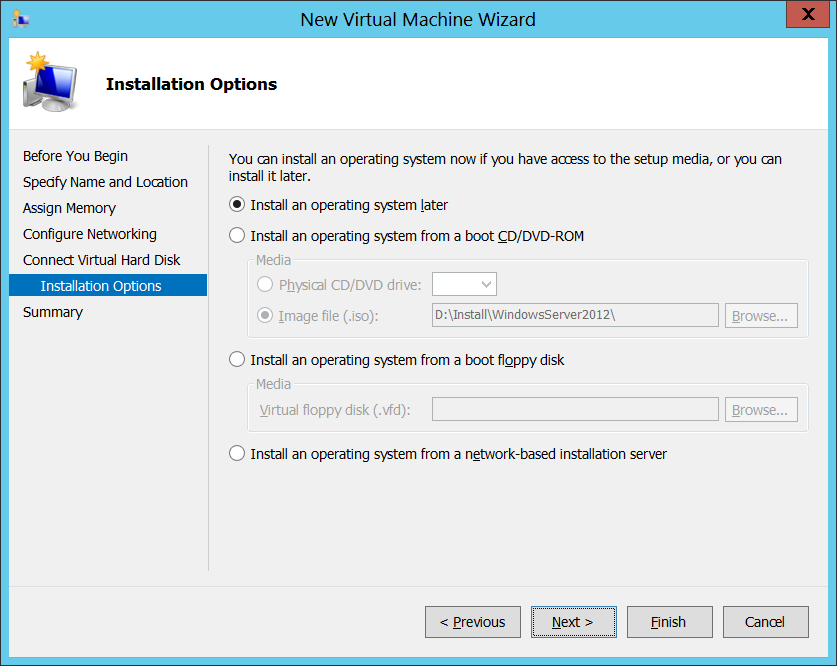 New Virtual Machine Wizard
X
Installation Options
Before You Begin
Specify Name and Location
Assign Memory
Configure Networking
Connect Virtual Hard Disk
Installation Options
Summary
You can install an operating system now if you have access to the setup media, or you can
install it later.
Install an operating system later
Install an operating system from a boot CD/DVD-ROM
Media
Physical CD/DVD drive:
Image file (.iso): D:\Install\WindowsServer2012\ Browse...
Install an operating system from a boot floppy disk
Media
Virtual floppy disk (.vfd): Browse...
Install an operating system from a network-based installation server
< Previous Next > Finish Cancel